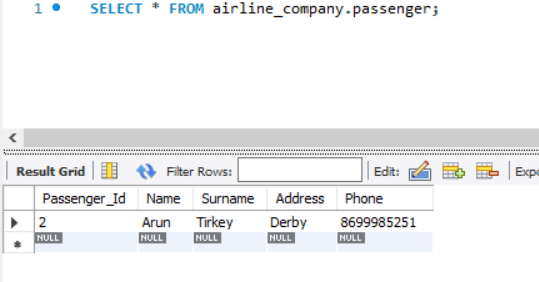 1 SELECT * FROM airline_company.passenger;
Result Grid Filter Rows: Edit: Expo
Passenger_Id Name Surname Address Phone
2 Arun Tirkey Derby 8699985251
NULL NULL NULL NULL NULL